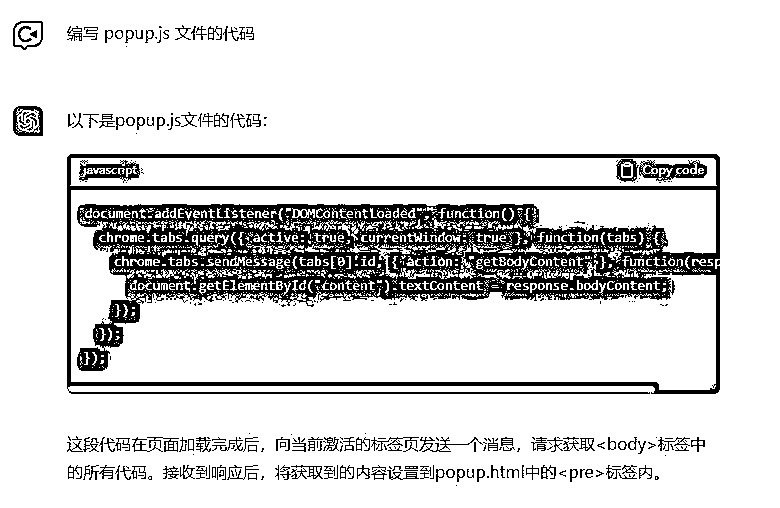 编写 popup.js 文件的代码
以下是popup.js文件的代码：
javascript
Copy code
document.addEventListener("DOMContentLoaded", function() {
chrome.tabs.query({ active: true, currentWindow: true }, function(tabs) {
chrome.tabs.sendMessage(tabs[0].id, { action: "getBodyContent" }, function(resp
document.getElementById("content").textContent = response.bodyContent;
});
});
});
这段代码在页面加载完成后，向当前激活的标签页发送一个消息，请求获取<body>标签中
的所有代码。接收到响应后，将获取到的内容设置到popup.html中的<pre>标签内。